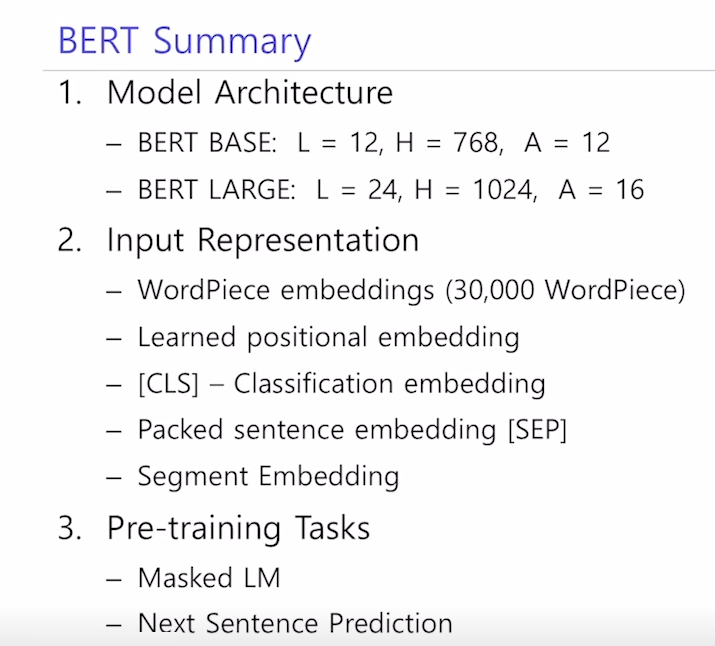 BERT Summary
1. Model Architecture
– BERT BASE: L = 12, H = 768, A = 12
– BERT LARGE: L = 24, H = 1024, A = 16
2. Input Representation
– WordPiece embeddings (30,000 WordPiece)
– Learned positional embedding
– [CLS] – Classification embedding
– Packed sentence embedding [SEP]
– Segment Embedding
3. Pre-training Tasks
– Masked LM
– Next Sentence Prediction